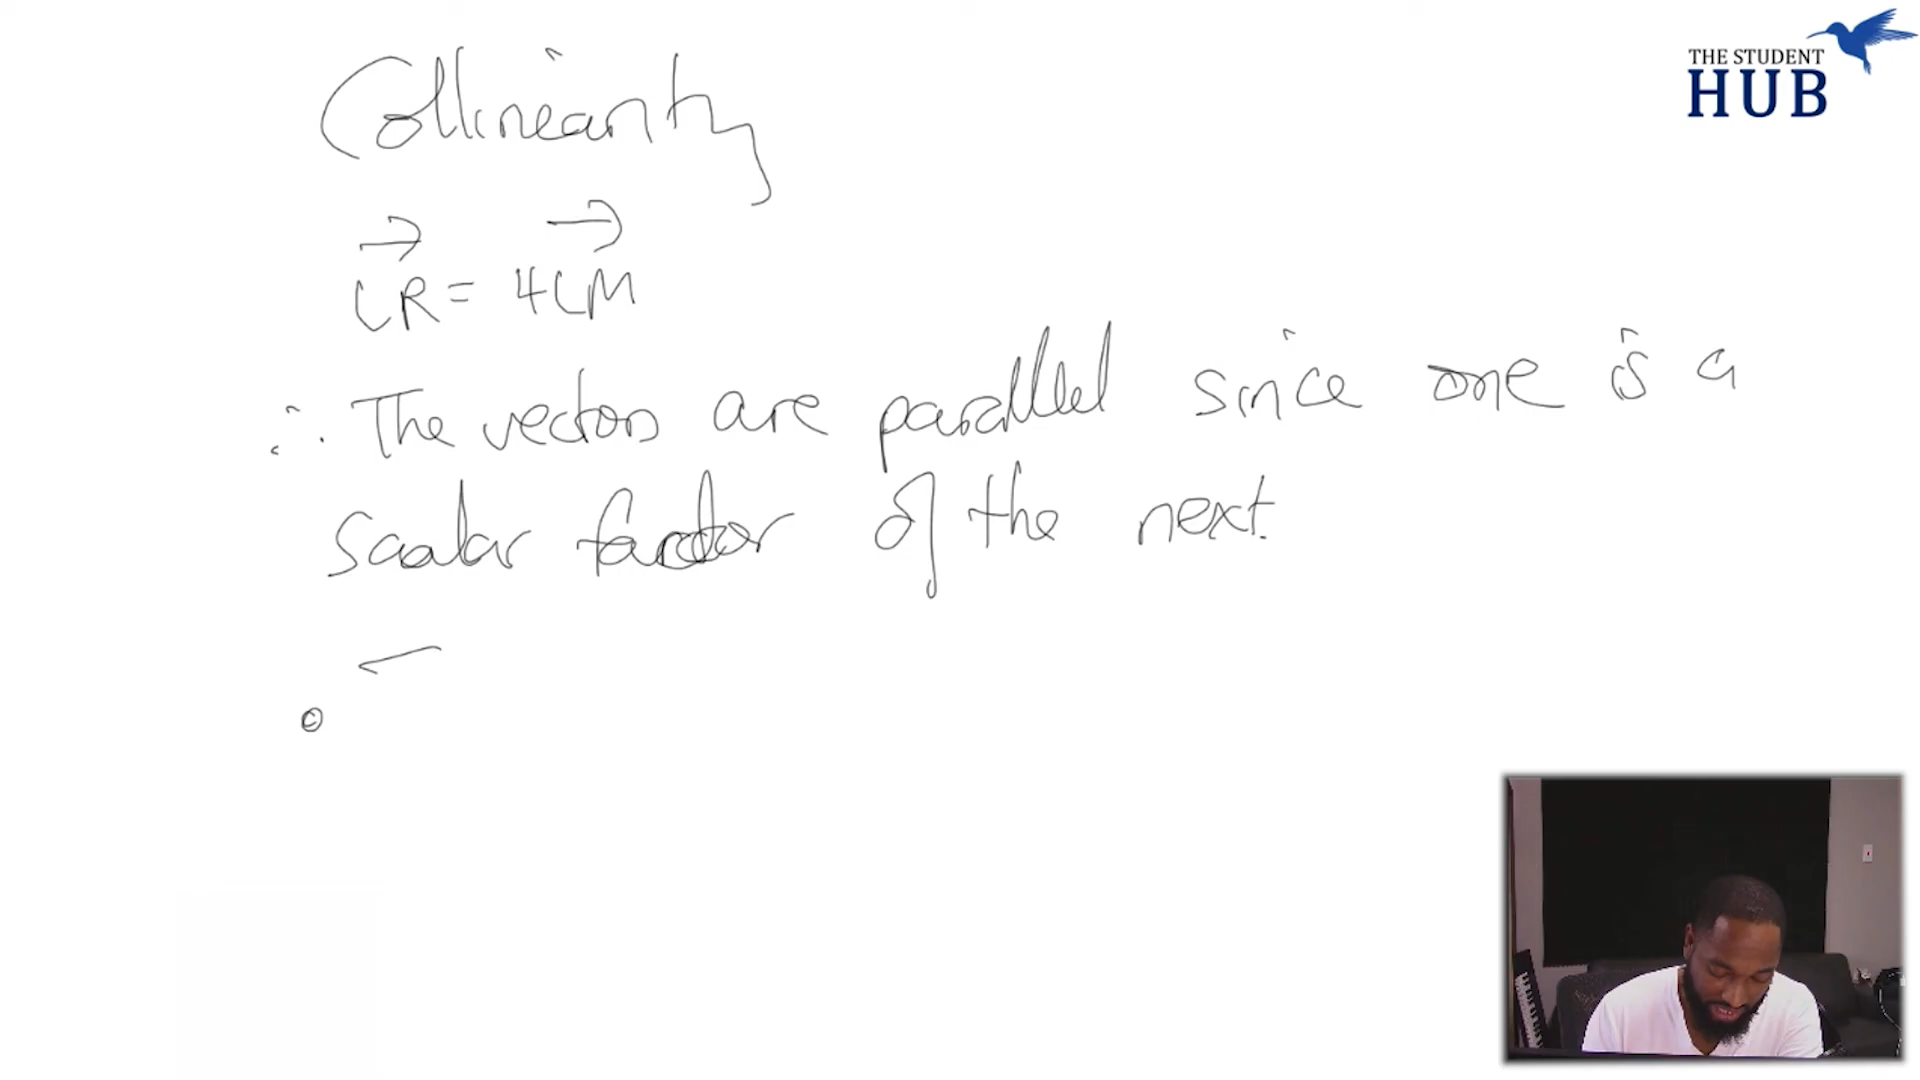 THE STUDENT
HUB
Collinearity
→ →
LR = 4LM
∴ The vectors are parallel since one is a
scalar factor of the next.